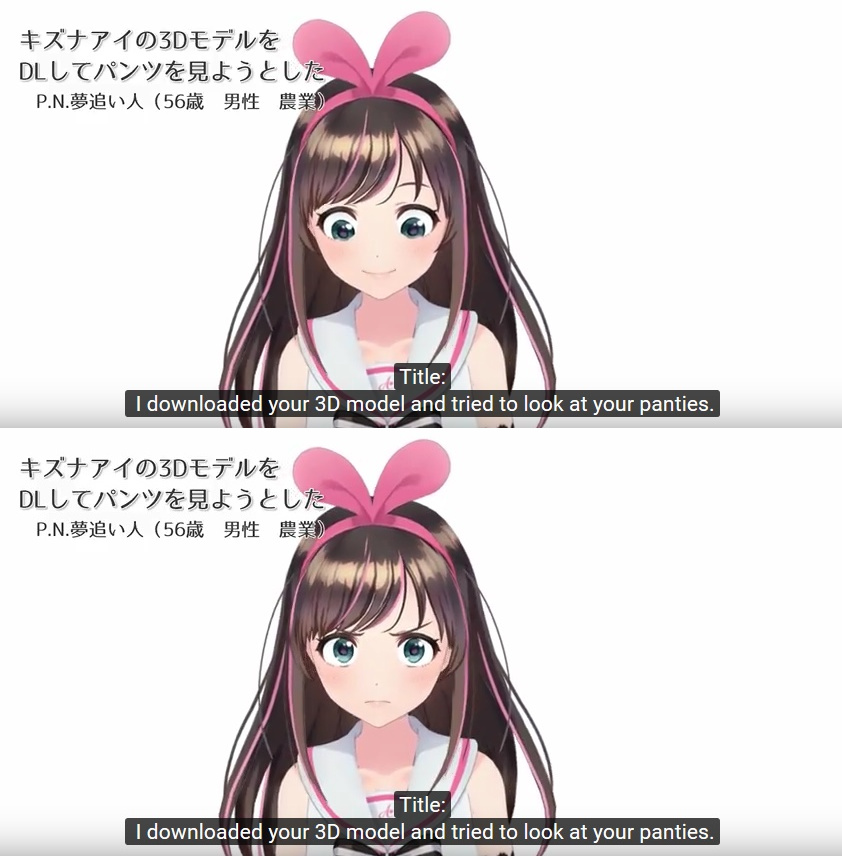 キズナアイの3Dモデルを
DLしてパンツを見ようとした
P.N.夢追い人（56歳　男性　農業）
Title:
I downloaded your 3D model and tried to look at your panties.
キズナアイの3Dモデルを
DLしてパンツを見ようとした
P.N.夢追い人（56歳　男性　農業）
Title:
I downloaded your 3D model and tried to look at your panties.